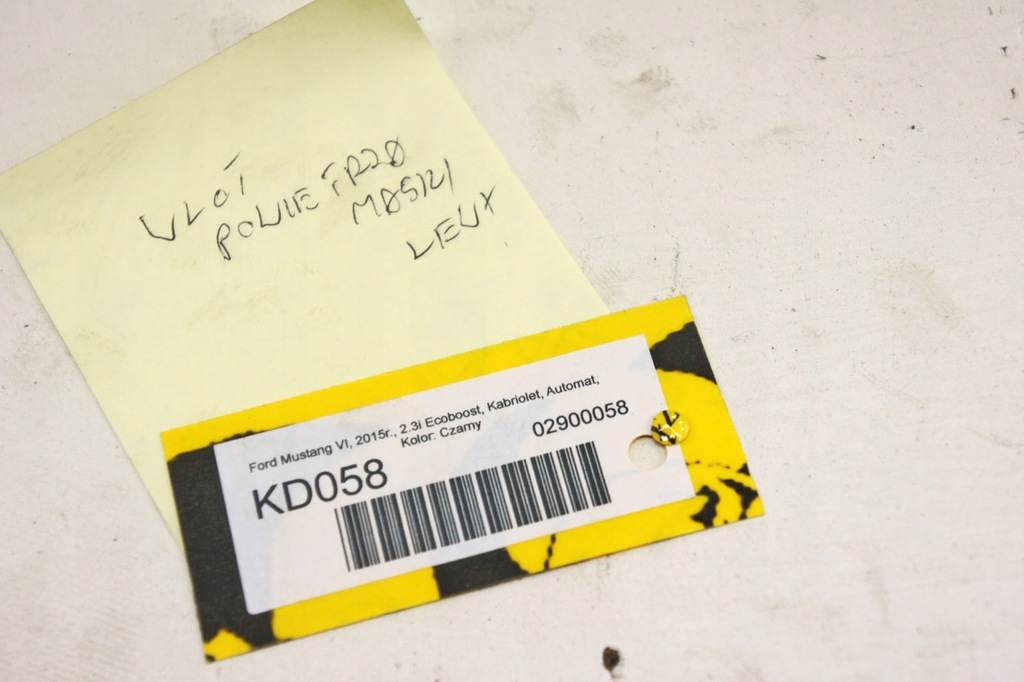 WLOT
POWIETRZA
MASKI
LEWY
Ford Mustang VI, 2015r., 2.3l Ecoboost, Kabriolet, Automat,
Kolor: Czarny
02900058
KD058